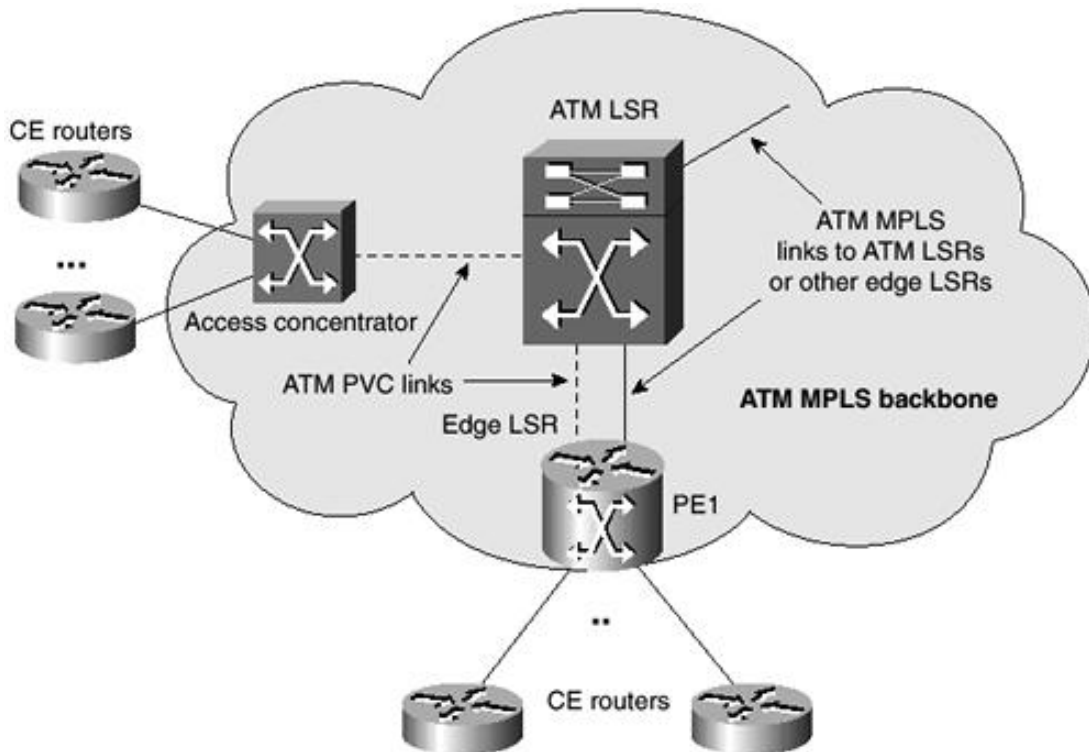 ATM LSR
CE routers
...
Access concentrator
ATM MPLS
links to ATM LSRs
or other edge LSRs
ATM PVC links
ATM MPLS backbone
Edge LSR
PE1
..
CE routers